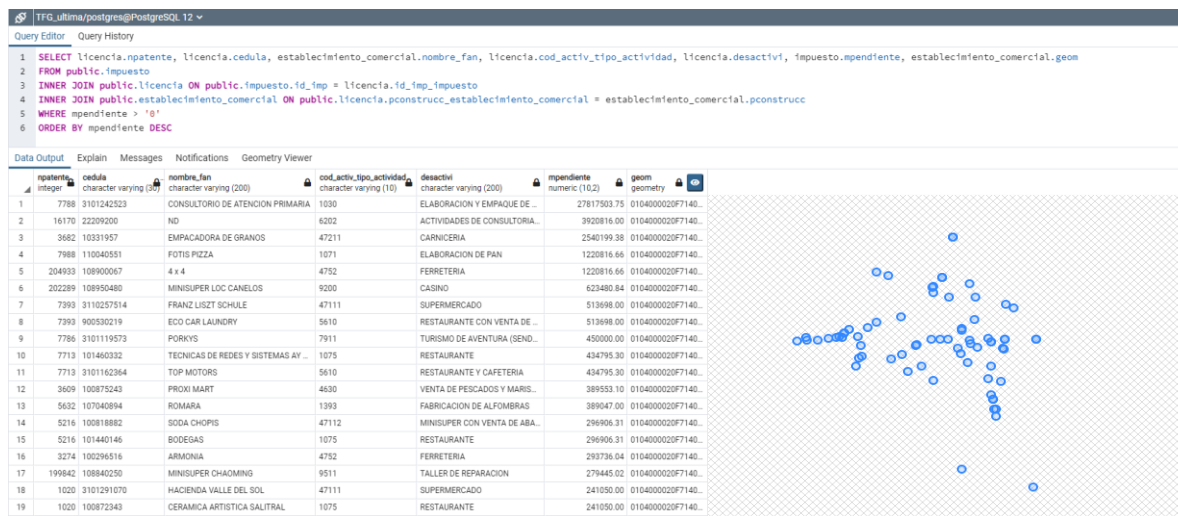 TFG_ultima/postgres@PostgreSQL 12
Query Editor Query History
1 SELECT licencia.npatente, licencia.cedula, establecimiento_comercial.nombre_fan, licencia.cod_activ_tipo_actividad, licencia.desactivi, impuesto.mpendiente, establecimiento_comercial.geom
2 FROM public.impuesto
3 INNER JOIN public.licencia ON public.impuesto.id_imp = licencia.id_imp_impuesto
4 INNER JOIN public.establecimiento_comercial ON public.licencia.pconstrucc_establecimiento_comercial = establecimiento_comercial.pconstrucc
5 WHERE mpendiente > '0'
6 ORDER BY mpendiente DESC
Data Output Explain Messages Notifications Geometry Viewer
npatente cedula nombre_fan cod_activ_tipo_actividad desactivi mpendiente geom
integer character varying (30) character varying (200) character varying (10) character varying (200) numeric (10,2) geometry
1 7788 3101242523 CONSULTORIO DE ATENCION PRIMARIA 1030 ELABORACION Y EMPAQUE DE ... 27817503.75 0104000020F7140...
2 16170 22209200 ND 6202 ACTIVIDADES DE CONSULTORIA... 3920816.00 0104000020F7140...
3 3682 10331957 EMPACADORA DE GRANOS 47211 CARNICERIA 2540199.38 0104000020F7140...
4 7988 110040551 FOTIS PIZZA 1071 ELABORACION DE PAN 1220816.66 0104000020F7140...
5 204933 108900067 4 x 4 4752 FERRETERIA 1220816.66 0104000020F7140...
6 202289 108950480 MINISUPER LOC CANELOS 9200 CASINO 623480.84 0104000020F7140...
7 7393 3110257514 FRANZ LISZT SCHULE 47111 SUPERMERCADO 513698.00 0104000020F7140...
8 7393 900530219 ECO CAR LAUNDRY 5610 RESTAURANTE CON VENTA DE ... 513698.00 0104000020F7140...
9 7786 3101119573 PORKYS 7911 TURISMO DE AVENTURA (SEND... 450000.00 0104000020F7140...
10 7713 101460332 TECNICAS DE REDES Y SISTEMAS AY ... 1075 RESTAURANTE 434795.30 0104000020F7140...
11 7713 3101162364 TOP MOTORS 5610 RESTAURANTE Y CAFETERIA 434795.30 0104000020F7140...
12 3609 100875243 PROXI MART 4630 VENTA DE PESCADOS Y MARIS... 389553.10 0104000020F7140...
13 5632 107040894 ROMARA 1393 FABRICACION DE ALFOMBRAS 389047.00 0104000020F7140...
14 5216 100818882 SODA CHOPIS 47112 MINISUPER CON VENTA DE ABA... 296906.31 0104000020F7140...
15 5216 101440146 BODEGAS 1075 RESTAURANTE 296906.31 0104000020F7140...
16 3274 100296516 ARMONIA 4752 FERRETERIA 293736.04 0104000020F7140...
17 199842 108840250 MINISUPER CHAOMING 9511 TALLER DE REPARACION 279445.02 0104000020F7140...
18 1020 3101291070 HACIENDA VALLE DEL SOL 47111 SUPERMERCADO 241050.00 0104000020F7140...
19 1020 100872343 CERAMICA ARTISTICA SALITRAL 1075 RESTAURANTE 241050.00 0104000020F7140...